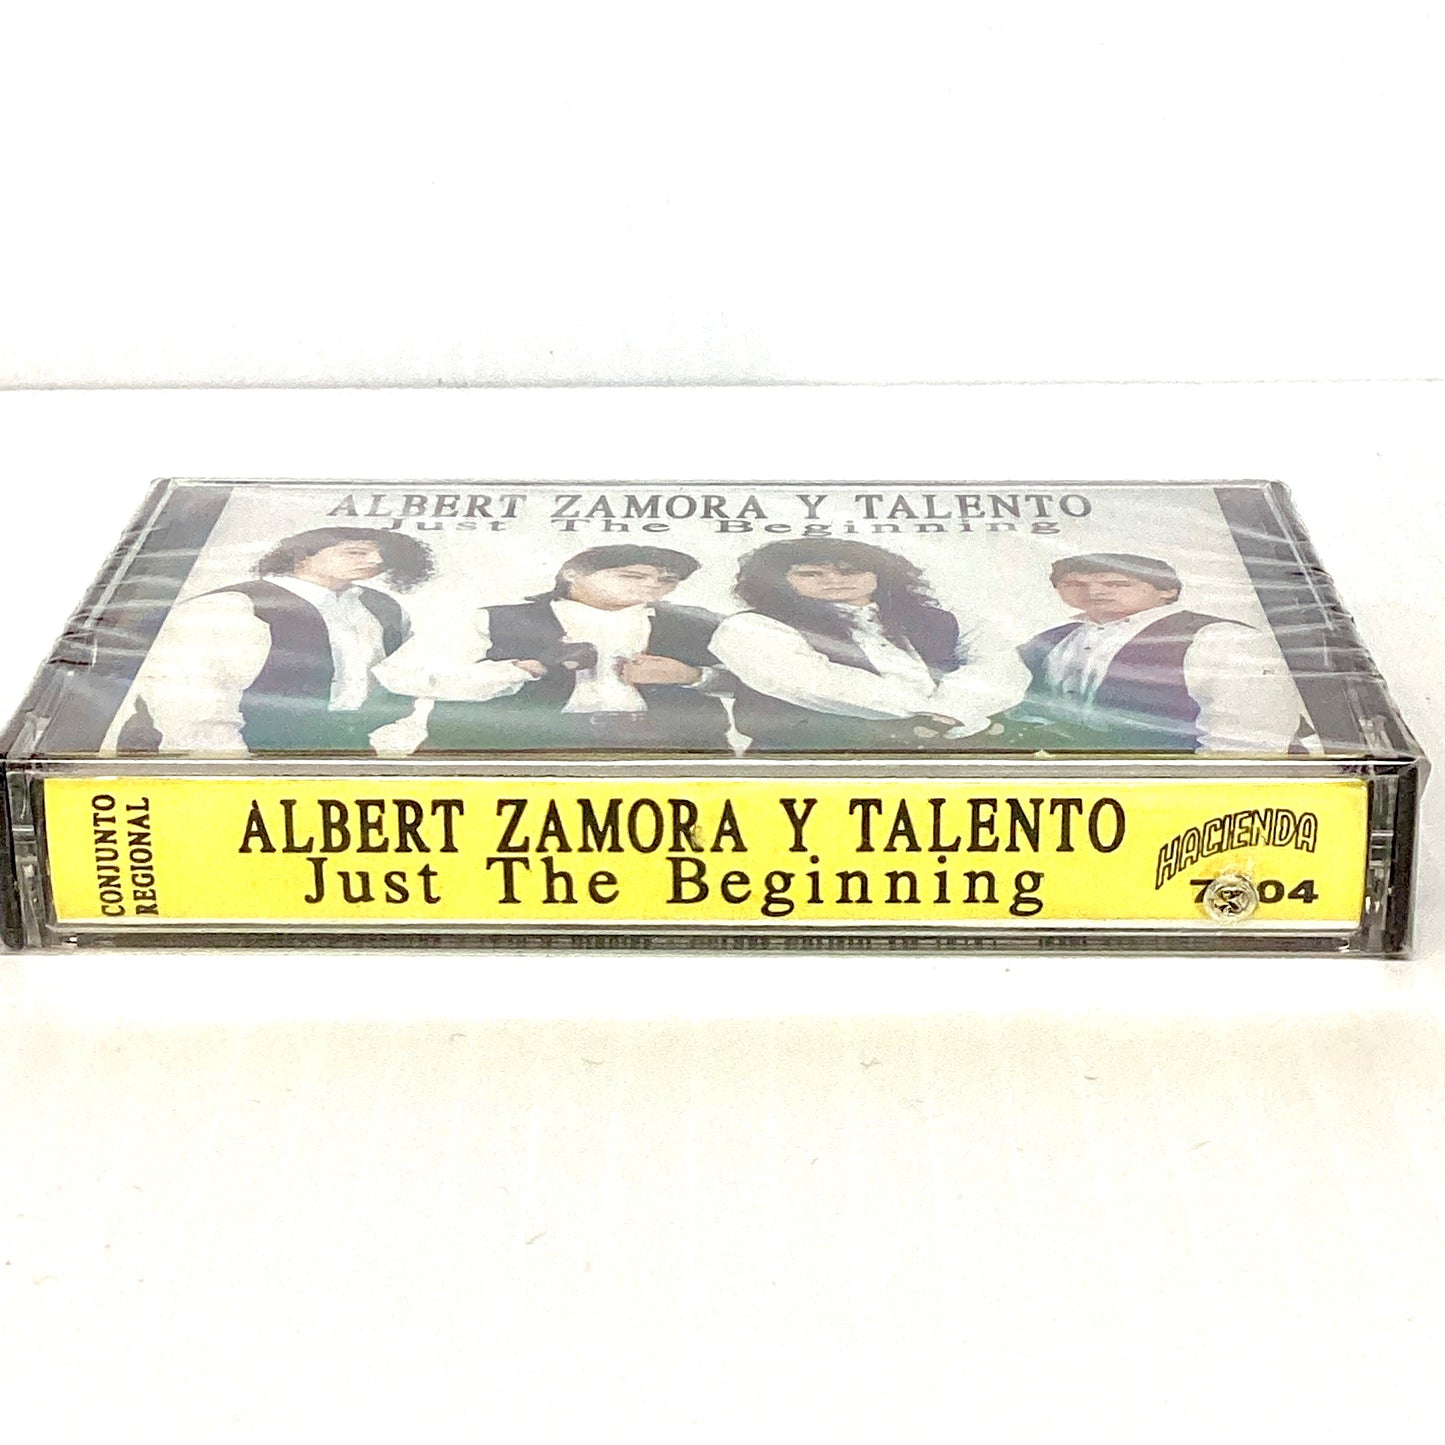 ALBERT ZAMORA Y TALENTO
Just The Beginning
CONJUNTO
REGIONAL
ALBERT ZAMORA Y TALENTO
Just The Beginning
HACIENDA